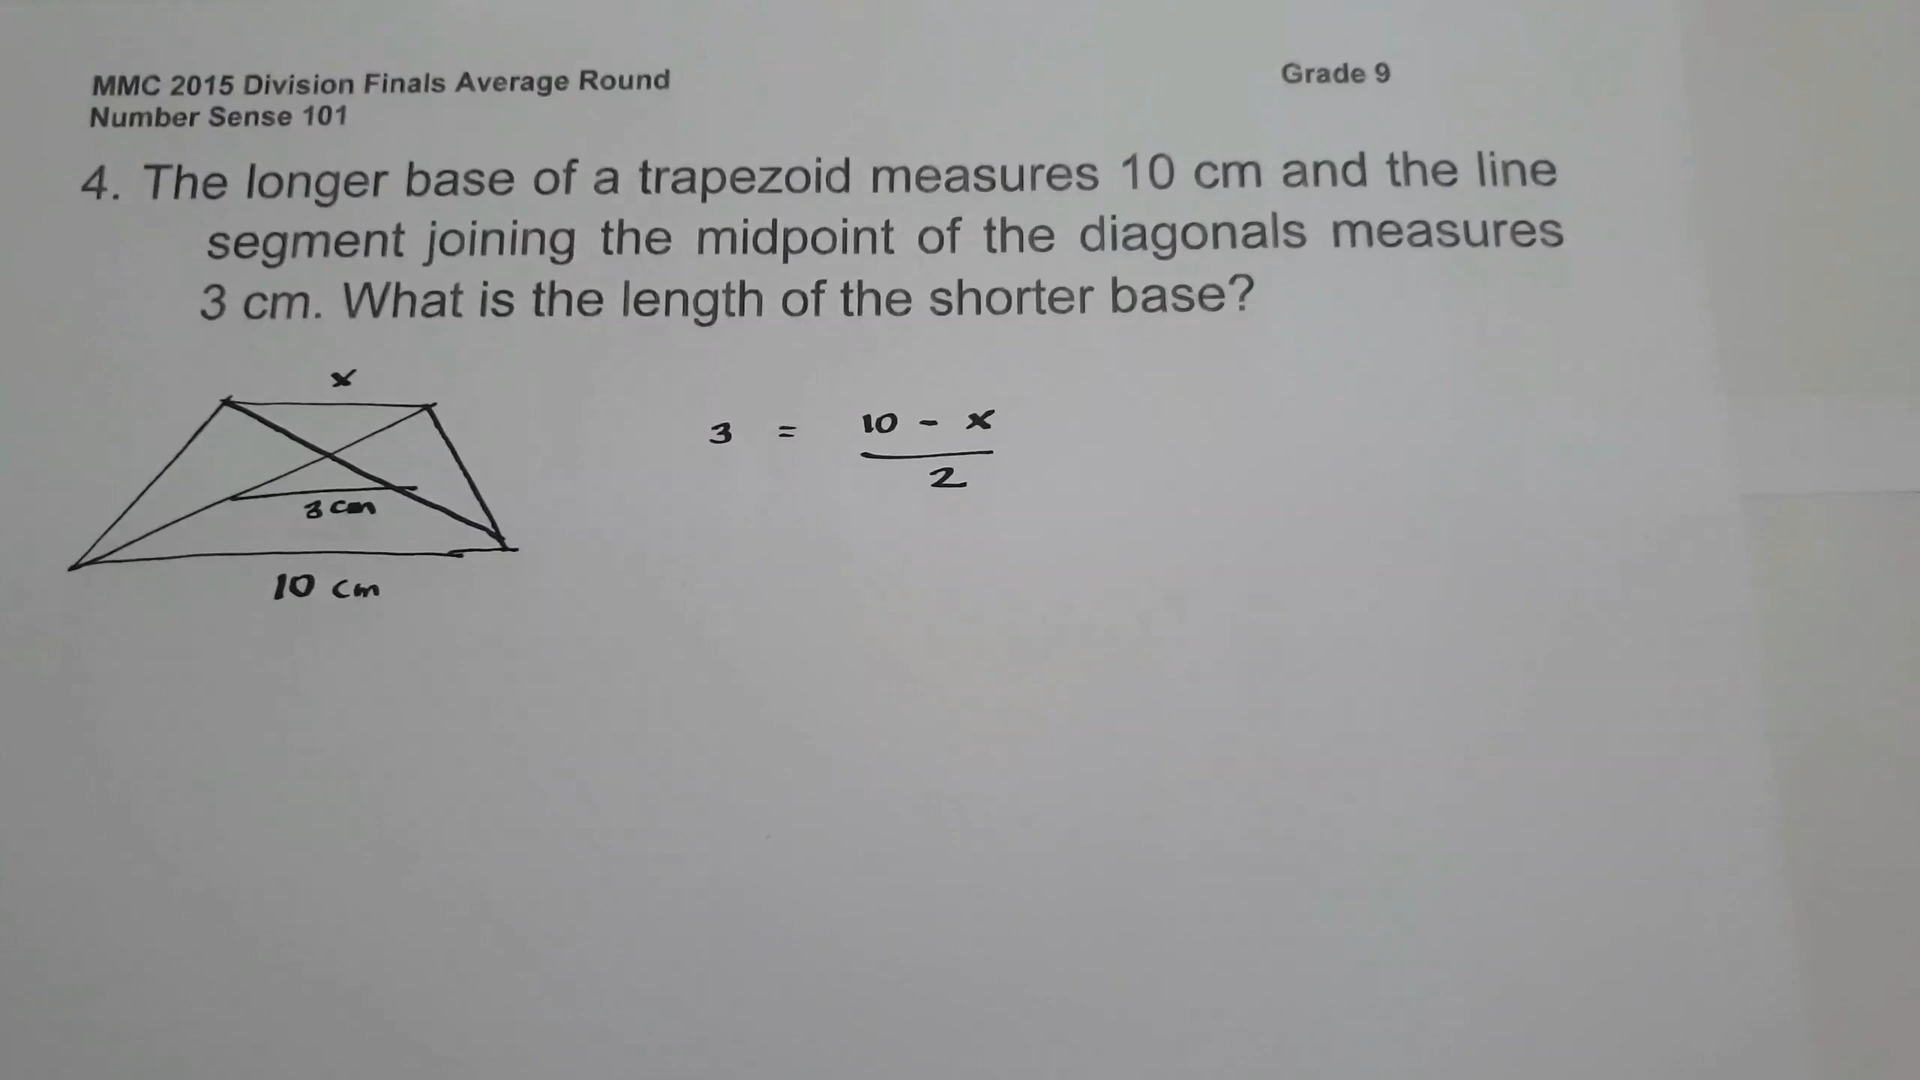 MMC 2015 Division Finals Average Round
Grade 9
Number Sense 101
4. The longer base of a trapezoid measures 10 cm and the line
segment joining the midpoint of the diagonals measures
3 cm. What is the length of the shorter base?
x
3 = 10 - x
2
3 cm
10 cm